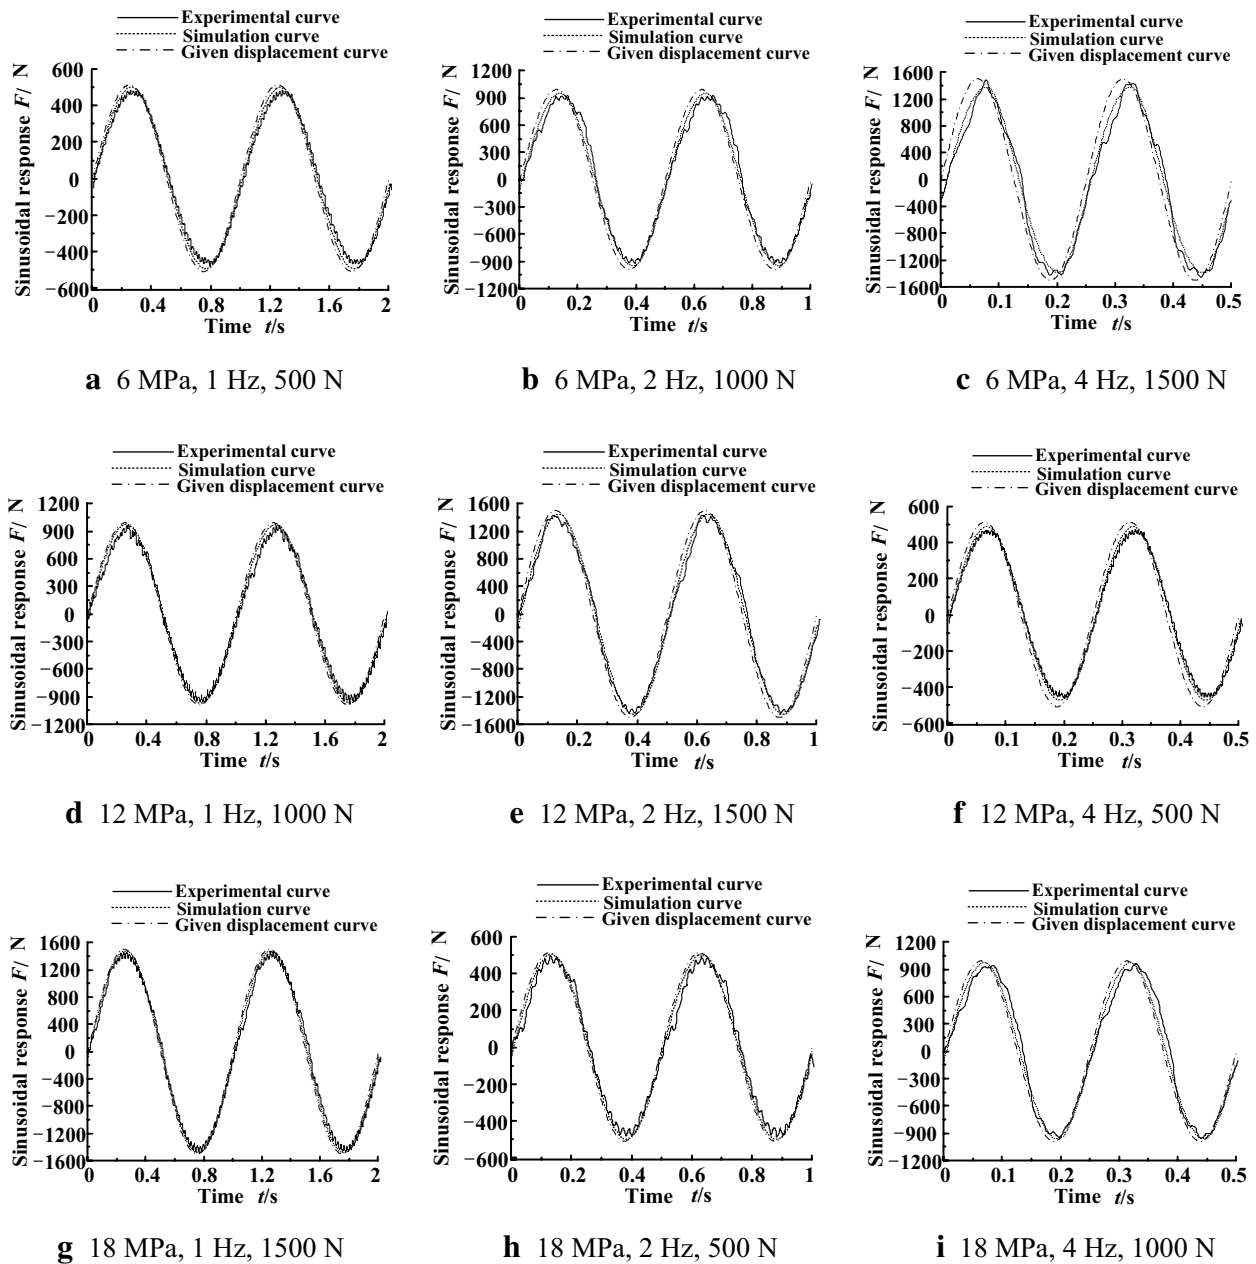 Experimental curve
Simulation curve
Given displacement curve
Sinusoidal response F/ N
600
400
200
0
−200
−400
−600
0 0.4 0.8 1.2 1.6 2
Time t/s
a 6 MPa, 1 Hz, 500 N
Experimental curve
Simulation curve
Given displacement curve
Sinusoidal response F/ N
1200
900
600
300
0
−300
−600
−900
−1200
0 0.2 0.4 0.6 0.8 1
Time t/s
b 6 MPa, 2 Hz, 1000 N
Experimental curve
Simulation curve
Given displacement curve
Sinusoidal response F/ N
1600
1200
800
400
0
−400
−800
−1200
−1600
0 0.1 0.2 0.3 0.4 0.5
Time t/s
c 6 MPa, 4 Hz, 1500 N
Experimental curve
Simulation curve
Given displacement curve
Sinusoidal response F/ N
1200
900
600
300
0
−300
−600
−900
−1200
0 0.4 0.8 1.2 1.6 2
Time t/s
d 12 MPa, 1 Hz, 1000 N
Experimental curve
Simulation curve
Given displacement curve
Sinusoidal response F/ N
1600
1200
800
400
0
−400
−800
−1200
−1600
0 0.2 0.4 0.6 0.8 1
Time t/s
e 12 MPa, 2 Hz, 1500 N
Experimental curve
Simulation curve
Given displacement curve
Sinusoidal response F/ N
600
400
200
0
−200
−400
−600
0 0.1 0.2 0.3 0.4 0.5
Time t/s
f 12 MPa, 4 Hz, 500 N
Experimental curve
Simulation curve
Given displacement curve
Sinusoidal response F/ N
1600
1200
800
400
0
−400
−800
−1200
−1600
0 0.4 0.8 1.2 1.6 2
Time t/s
g 18 MPa, 1 Hz, 1500 N
Experimental curve
Simulation curve
Given displacement curve
Sinusoidal response F/ N
600
400
200
0
−200
−400
−600
0 0.2 0.4 0.6 0.8 1
Time t/s
h 18 MPa, 2 Hz, 500 N
Experimental curve
Simulation curve
Given displacement curve
Sinusoidal response F/ N
1200
900
600
300
0
−300
−600
−900
−1200
0 0.1 0.2 0.3 0.4 0.5
Time t/s
i 18 MPa, 4 Hz, 1000 N